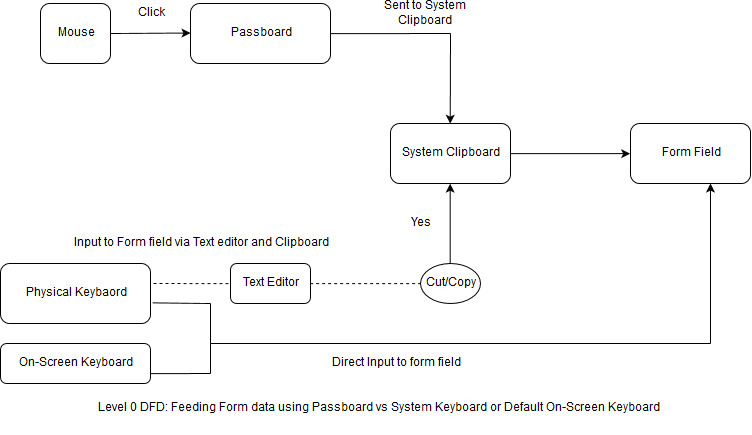 Click
Sent to System
Clipboard
Mouse
Passboard
System Clipboard
Form Field
Yes
Input to Form field via Text editor and Clipboard
Physical Keybaord
Text Editor
Cut/Copy
On-Screen Keyboard
Direct Input to form field
Level 0 DFD: Feeding Form data using Passboard vs System Keyboard or Default On-Screen Keyboard